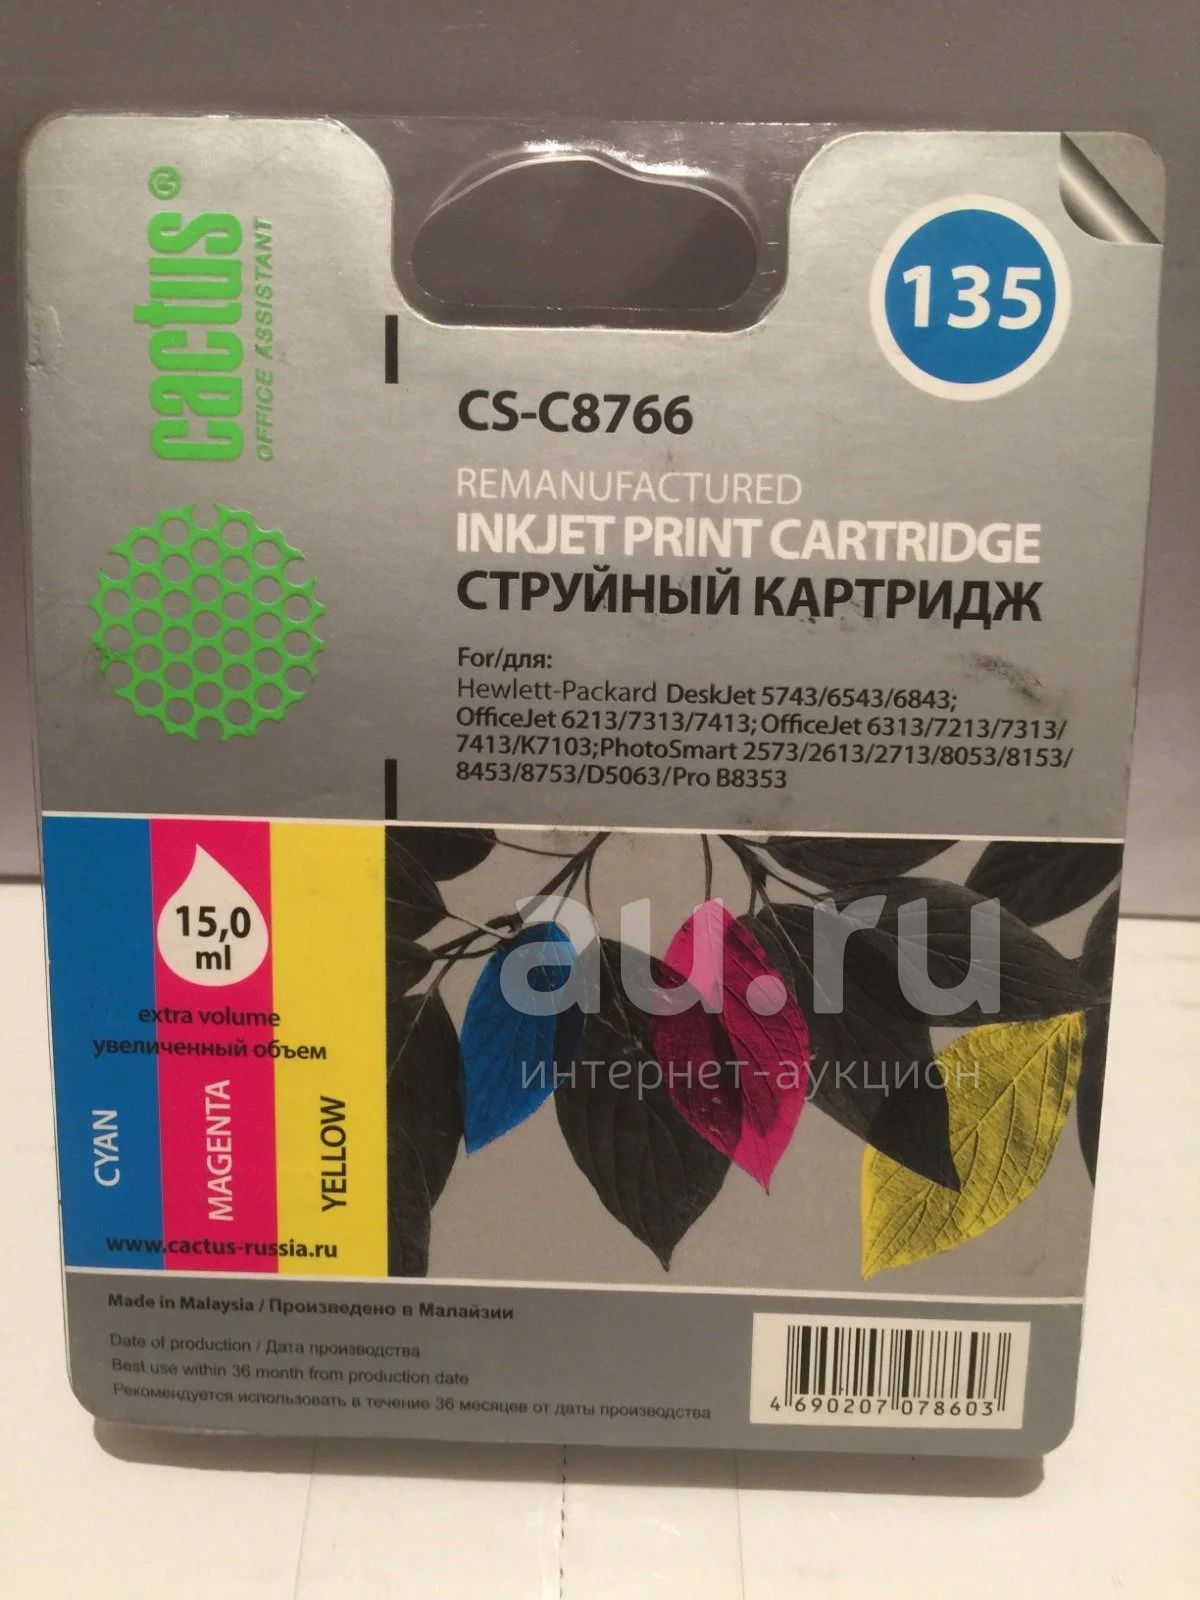 cactus®
OFFICE ASSISTANT
135
CS-C8766
REMANUFACTURED
INKJET PRINT CARTRIDGE
СТРУЙНЫЙ КАРТРИДЖ
For/для:
Hewlett-Packard DeskJet 5743/6543/6843;
OfficeJet 6213/7313/7413; OfficeJet 6313/7213/7313/
7413/K7103;PhotoSmart 2573/2613/2713/8053/8153/
8453/8753/D5063/Pro B8353
15,0
ml
extra volume
увеличенный объем
CYAN
MAGENTA
YELLOW
www.cactus-russia.ru
au.ru
интернет-аукцион
Made in Malaysia / Произведено в Малайзии
Date of production / Дата производства
Best use within 36 month from production date
Рекомендуется использовать в течение 36 месяцев от даты производства
4 690207 078603